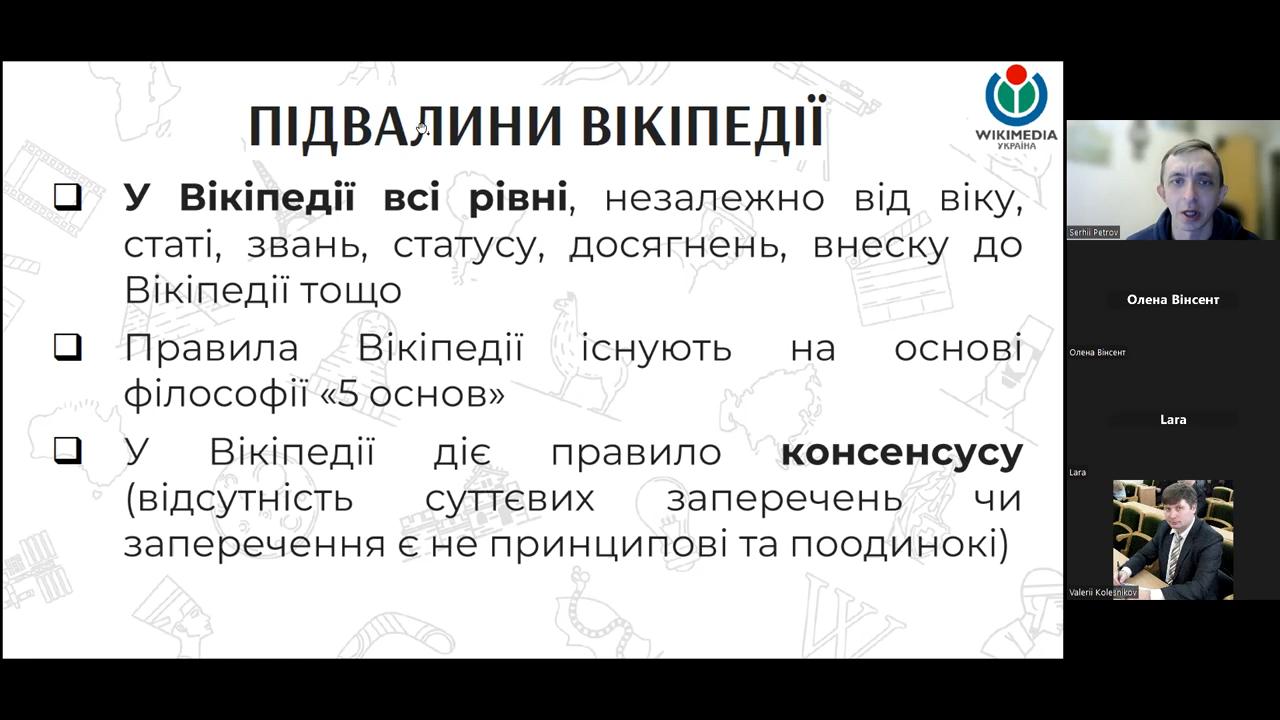 ПІДВАЛИНИ ВІКІПЕДІЇ
WIKIMEDIA
УКРАЇНА
У Вікіпедії всі рівні, незалежно від віку,
статі, звань, статусу, досягнень, внеску до
Вікіпедії тощо
Правила Вікіпедії існують на основі
філософії «5 основ»
У Вікіпедії діє правило консенсусу
(відсутність суттєвих заперечень чи
заперечення є не принципові та поодинокі)
Serhii Petrov
Олена Вінсент
Олена Вінсент
Lara
Lara
Valerii Kolesnikov